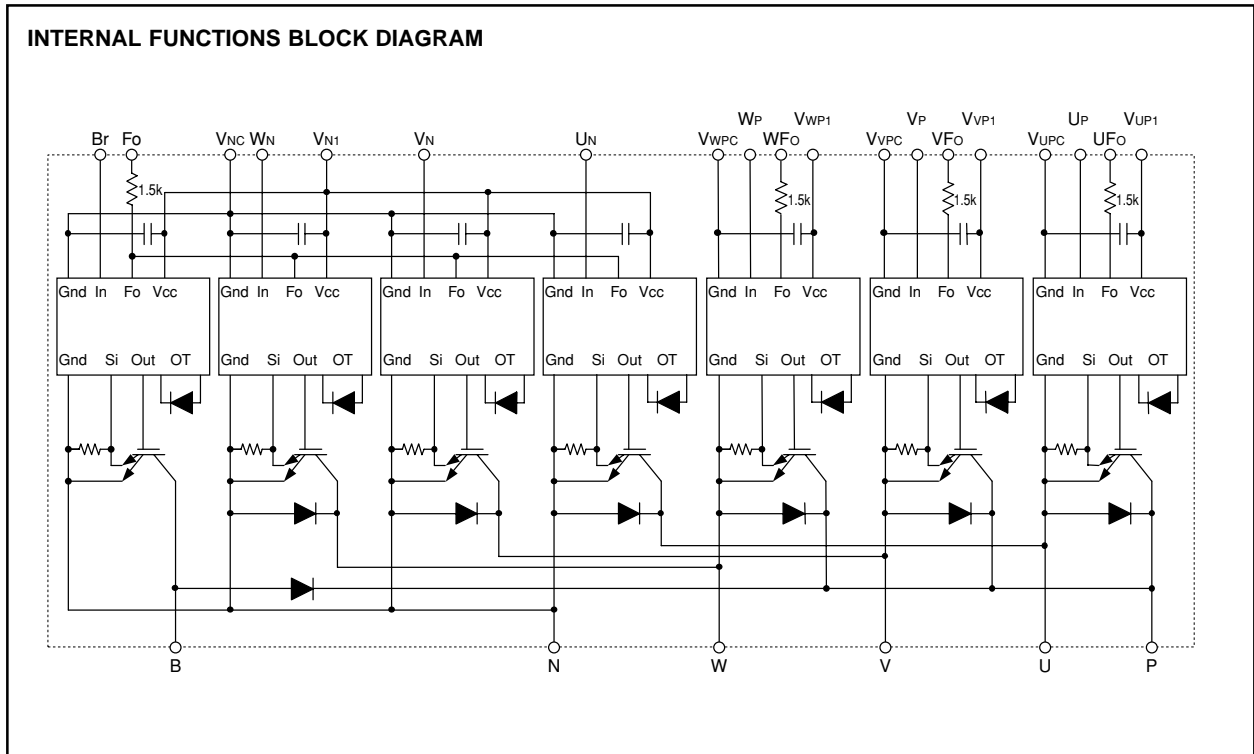 INTERNAL FUNCTIONS BLOCK DIAGRAM
WP VWP1 VP VVP1 UP VUP1
Br Fo VNC WN VN1 VN UN VWPC WFO VVPC VFO VUPC UFO
1.5k 1.5k 1.5k 1.5k
Gnd In Fo Vcc Gnd In Fo Vcc Gnd In Fo Vcc Gnd In Fo Vcc Gnd In Fo Vcc Gnd In Fo Vcc Gnd In Fo Vcc
Gnd Si Out OT Gnd Si Out OT Gnd Si Out OT Gnd Si Out OT Gnd Si Out OT Gnd Si Out OT Gnd Si Out OT
B N W V U P